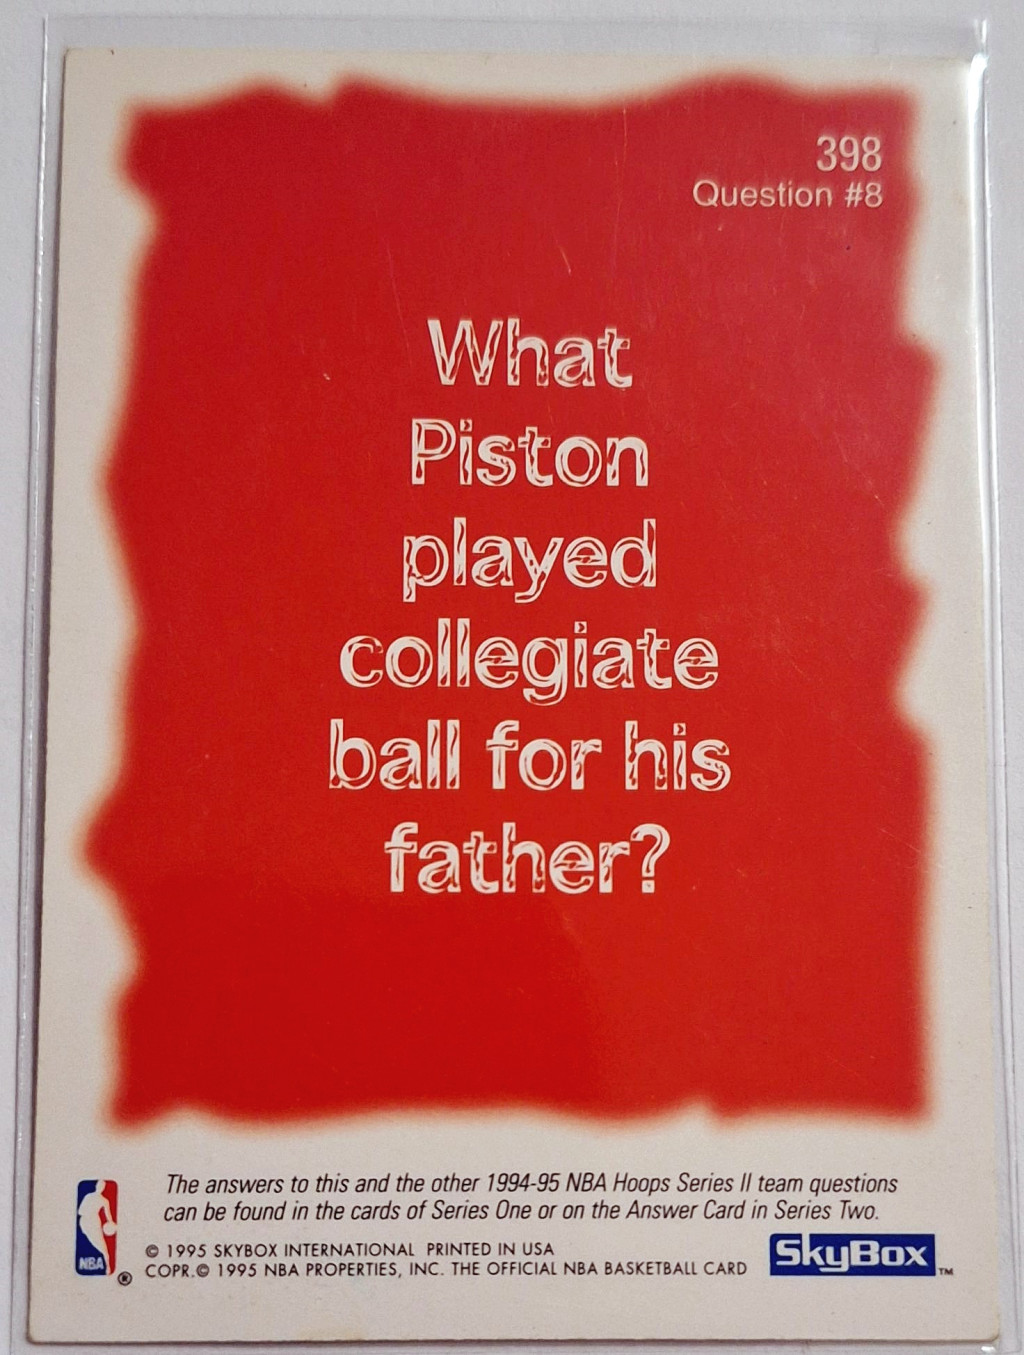 398
Question #8
What
Piston
played
collegiate
ball for his
father?
The answers to this and the other 1994-95 NBA Hoops Series II team questions
can be found in the cards of Series One or on the Answer Card in Series Two.
NBA
®
© 1995 SKYBOX INTERNATIONAL PRINTED IN USA
COPR.© 1995 NBA PROPERTIES, INC. THE OFFICIAL NBA BASKETBALL CARD
SkyBox™